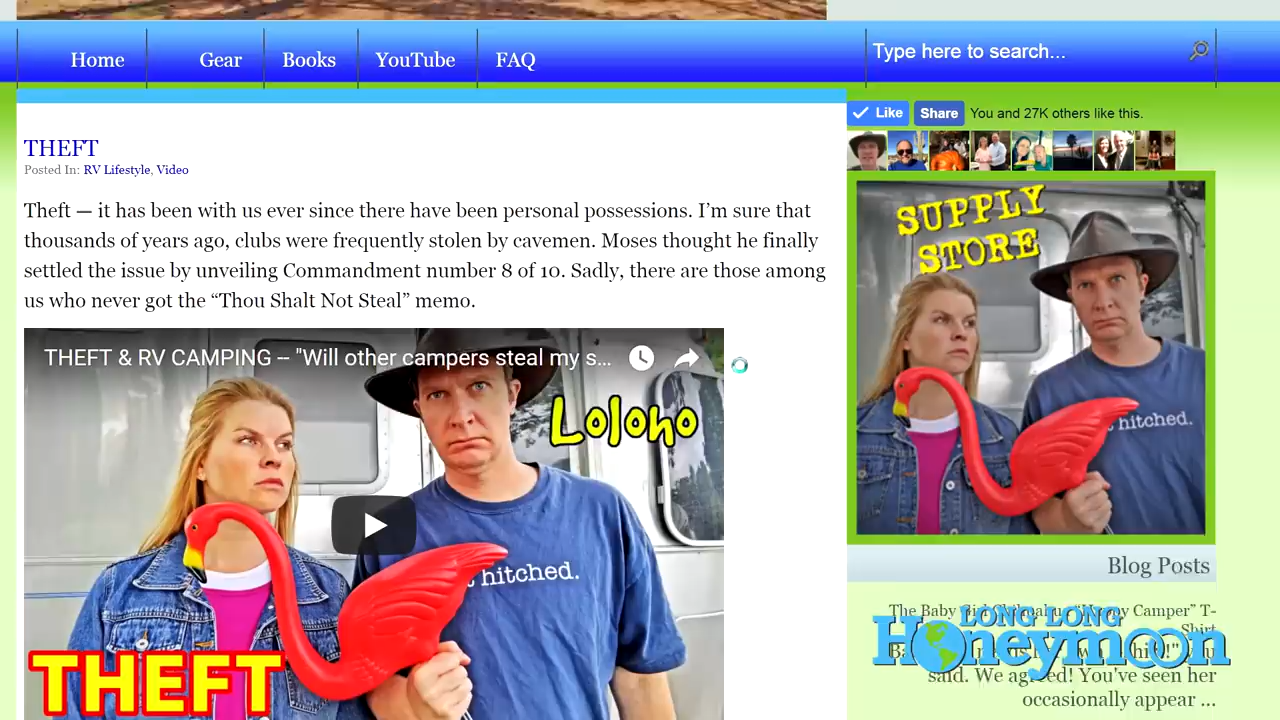 Home
Gear
Books
YouTube
FAQ
Type here to search...
Like
Share
You and 27K others like this.
THEFT
Posted In: RV Lifestyle, Video
Theft — it has been with us ever since there have been personal possessions. I’m sure that
thousands of years ago, clubs were frequently stolen by cavemen. Moses thought he finally
settled the issue by unveiling Commandment number 8 of 10. Sadly, there are those among
us who never got the “Thou Shalt Not Steal” memo.
THEFT & RV CAMPING -- "Will other campers steal my s...
Loloho
hitched.
THEFT
SUPPLY
STORE
hitched.
Blog Posts
The Baby Camper” T-
Shirt
LONG LONG
Honeymoon
said. We agreed! You’ve seen her
occasionally appear ...